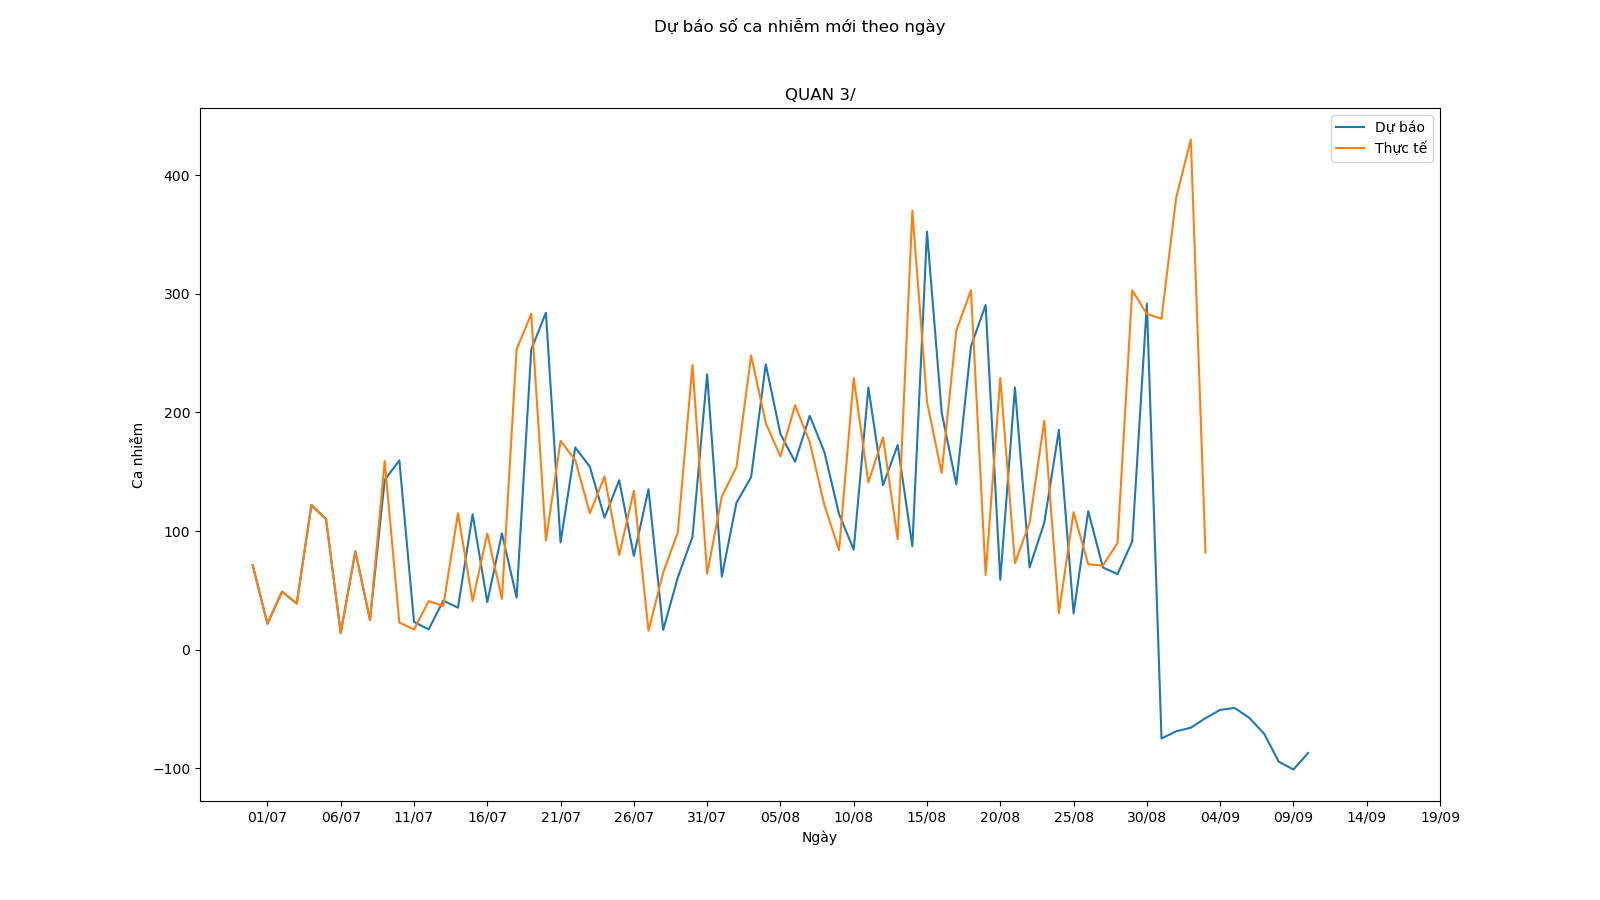 Dự báo số ca nhiễm mới theo ngày
QUAN 3/
Dự báo
Thực tế
400
300
200
100
0
−100
Ca nhiễm
01/07 06/07 11/07 16/07 21/07 26/07 31/07 05/08 10/08 15/08 20/08 25/08 30/08 04/09 09/09 14/09 19/09
Ngày